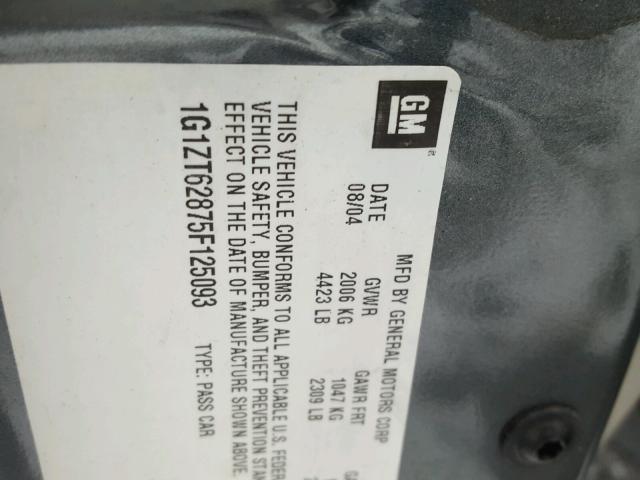 GM
MFD BY GENERAL MOTORS CORP
DATE GVWR GAWR FRT
08/04 2006 KG 1047 KG
4423 LB 2309 LB
THIS VEHICLE CONFORMS TO ALL APPLICABLE U.S.
VEHICLE SAFETY, BUMPER, AND THEFT PREVENTION
EFFECT ON THE DATE OF MANUFACTURE SHOWN ABOVE.
1G1ZT62875F125093 TYPE: PASS CAR